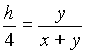 h/4 = y/(x + y)